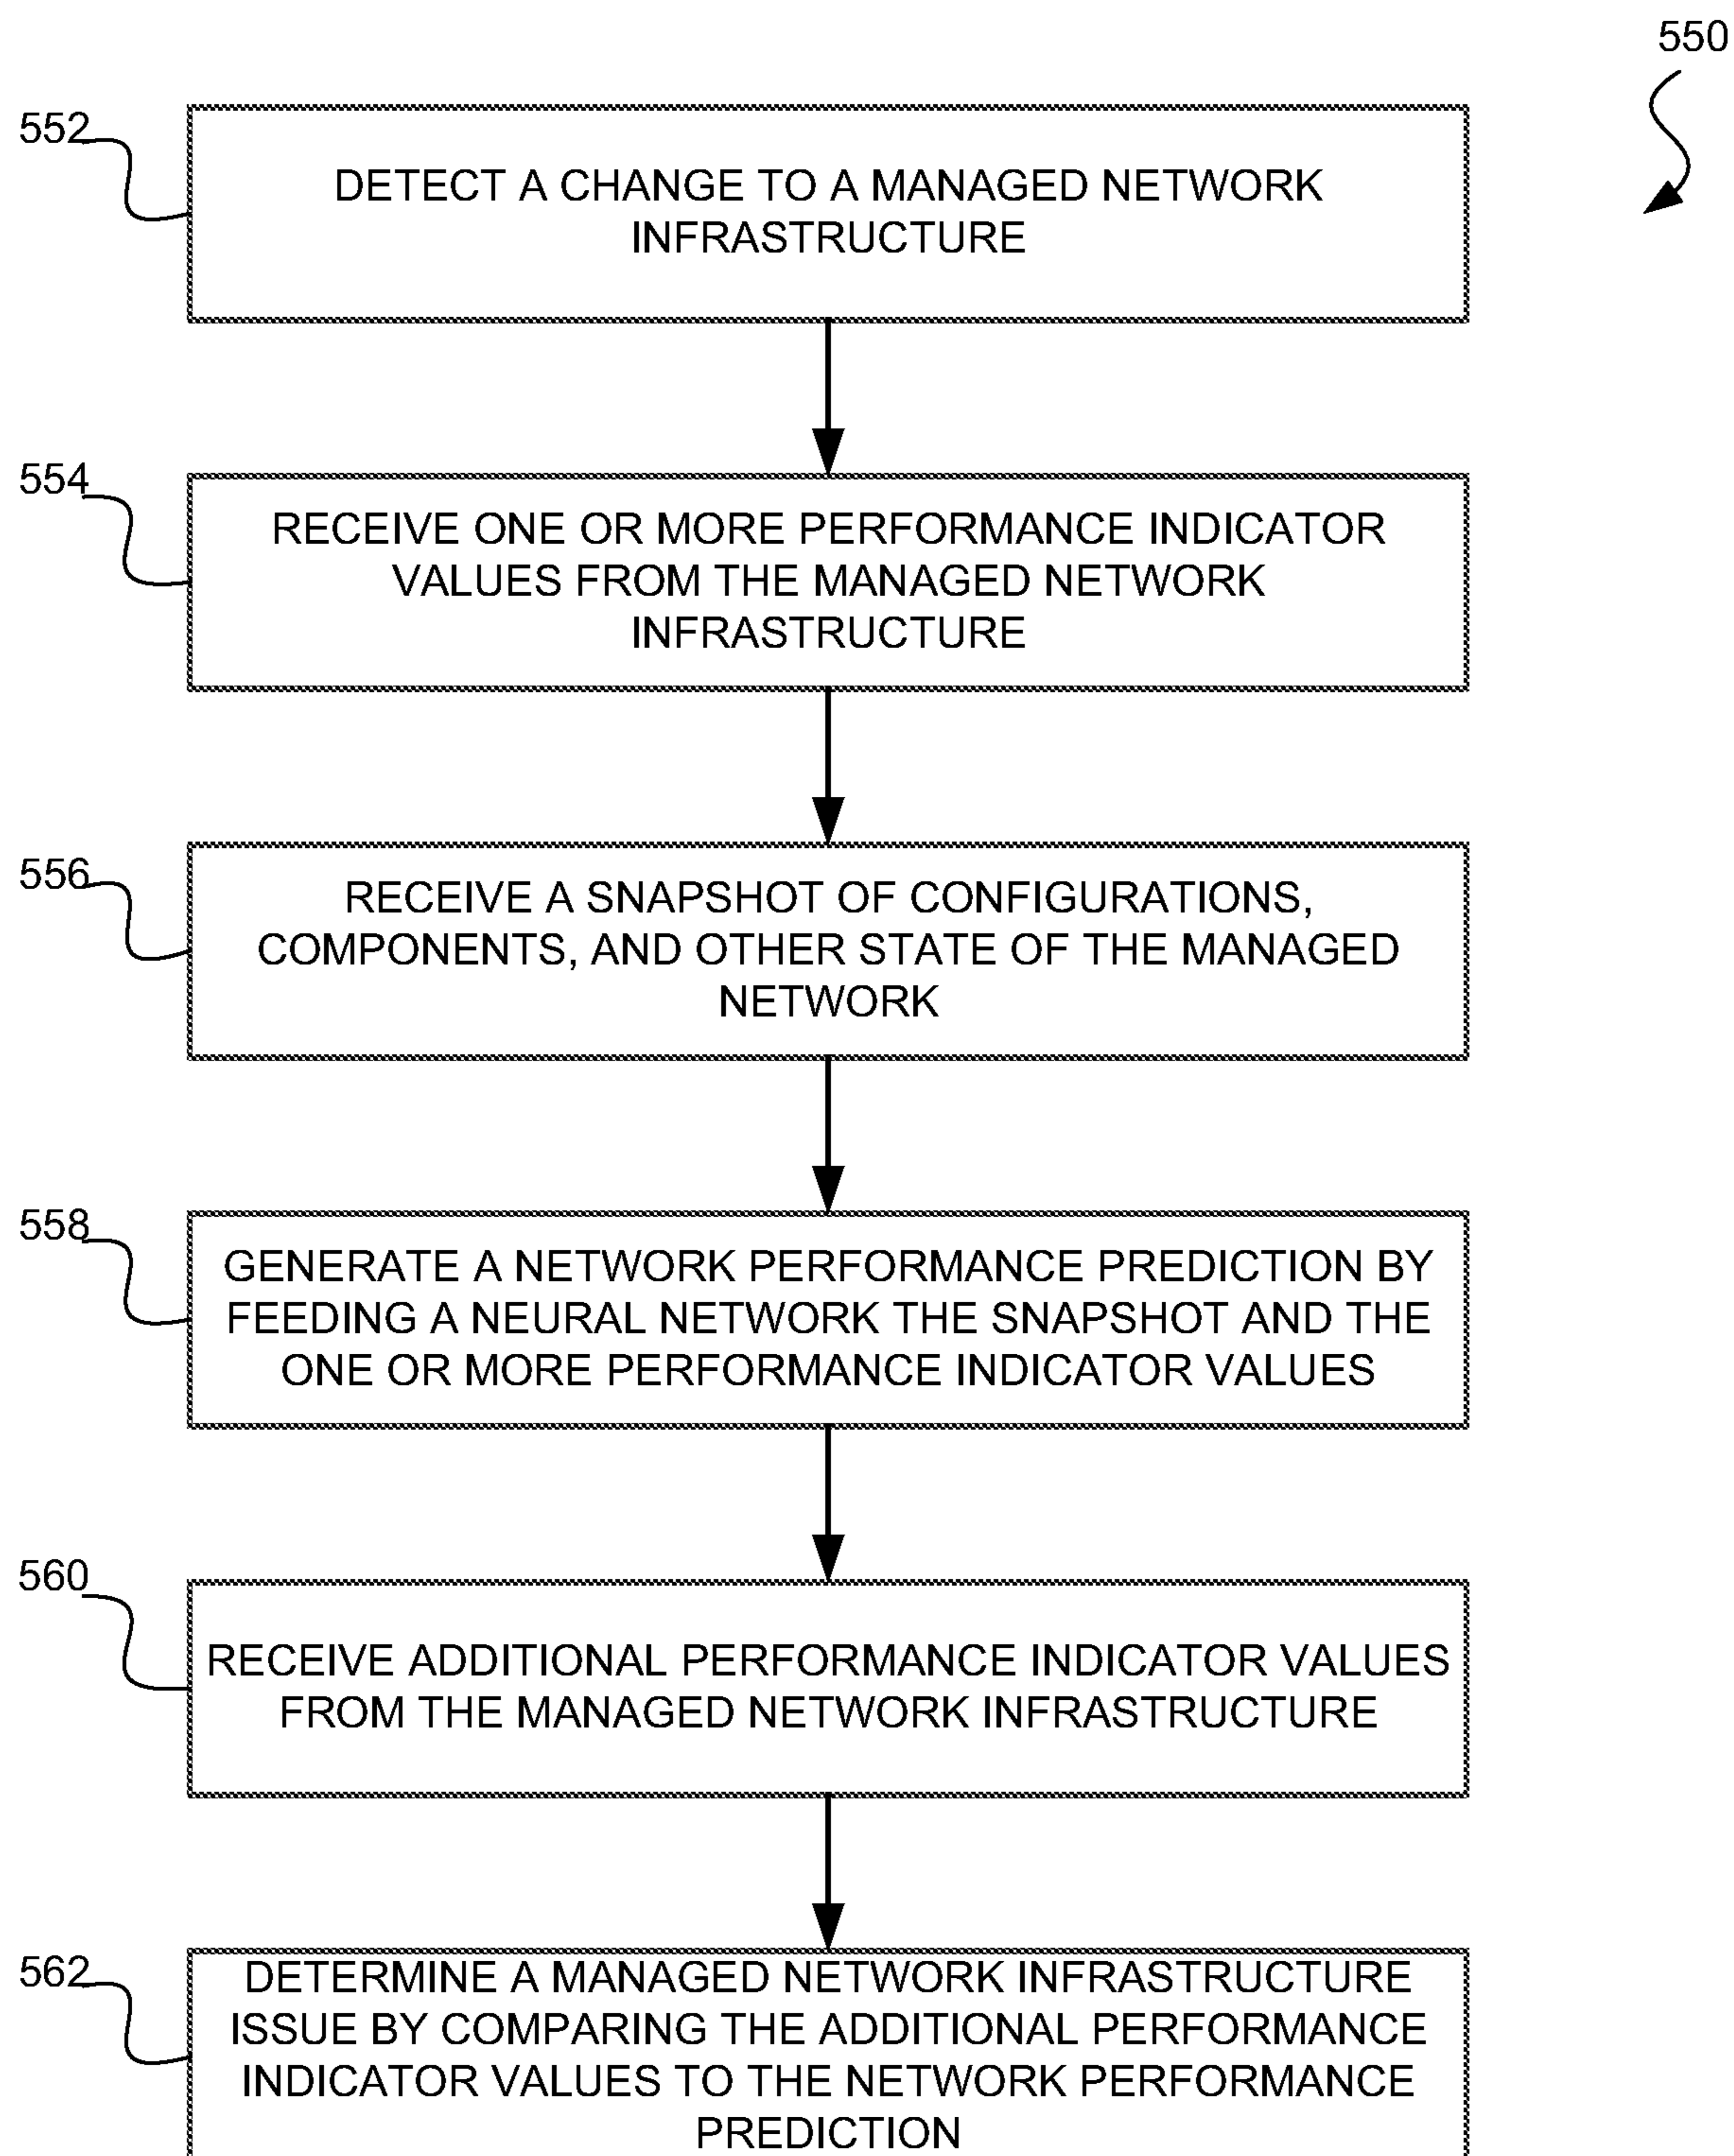 550
552
DETECT A CHANGE TO A MANAGED NETWORK
INFRASTRUCTURE
554
RECEIVE ONE OR MORE PERFORMANCE INDICATOR
VALUES FROM THE MANAGED NETWORK
INFRASTRUCTURE
556
RECEIVE A SNAPSHOT OF CONFIGURATIONS,
COMPONENTS, AND OTHER STATE OF THE MANAGED
NETWORK
558
GENERATE A NETWORK PERFORMANCE PREDICTION BY
FEEDING A NEURAL NETWORK THE SNAPSHOT AND THE
ONE OR MORE PERFORMANCE INDICATOR VALUES
560
RECEIVE ADDITIONAL PERFORMANCE INDICATOR VALUES
FROM THE MANAGED NETWORK INFRASTRUCTURE
562
DETERMINE A MANAGED NETWORK INFRASTRUCTURE
ISSUE BY COMPARING THE ADDITIONAL PERFORMANCE
INDICATOR VALUES TO THE NETWORK PERFORMANCE
PREDICTION